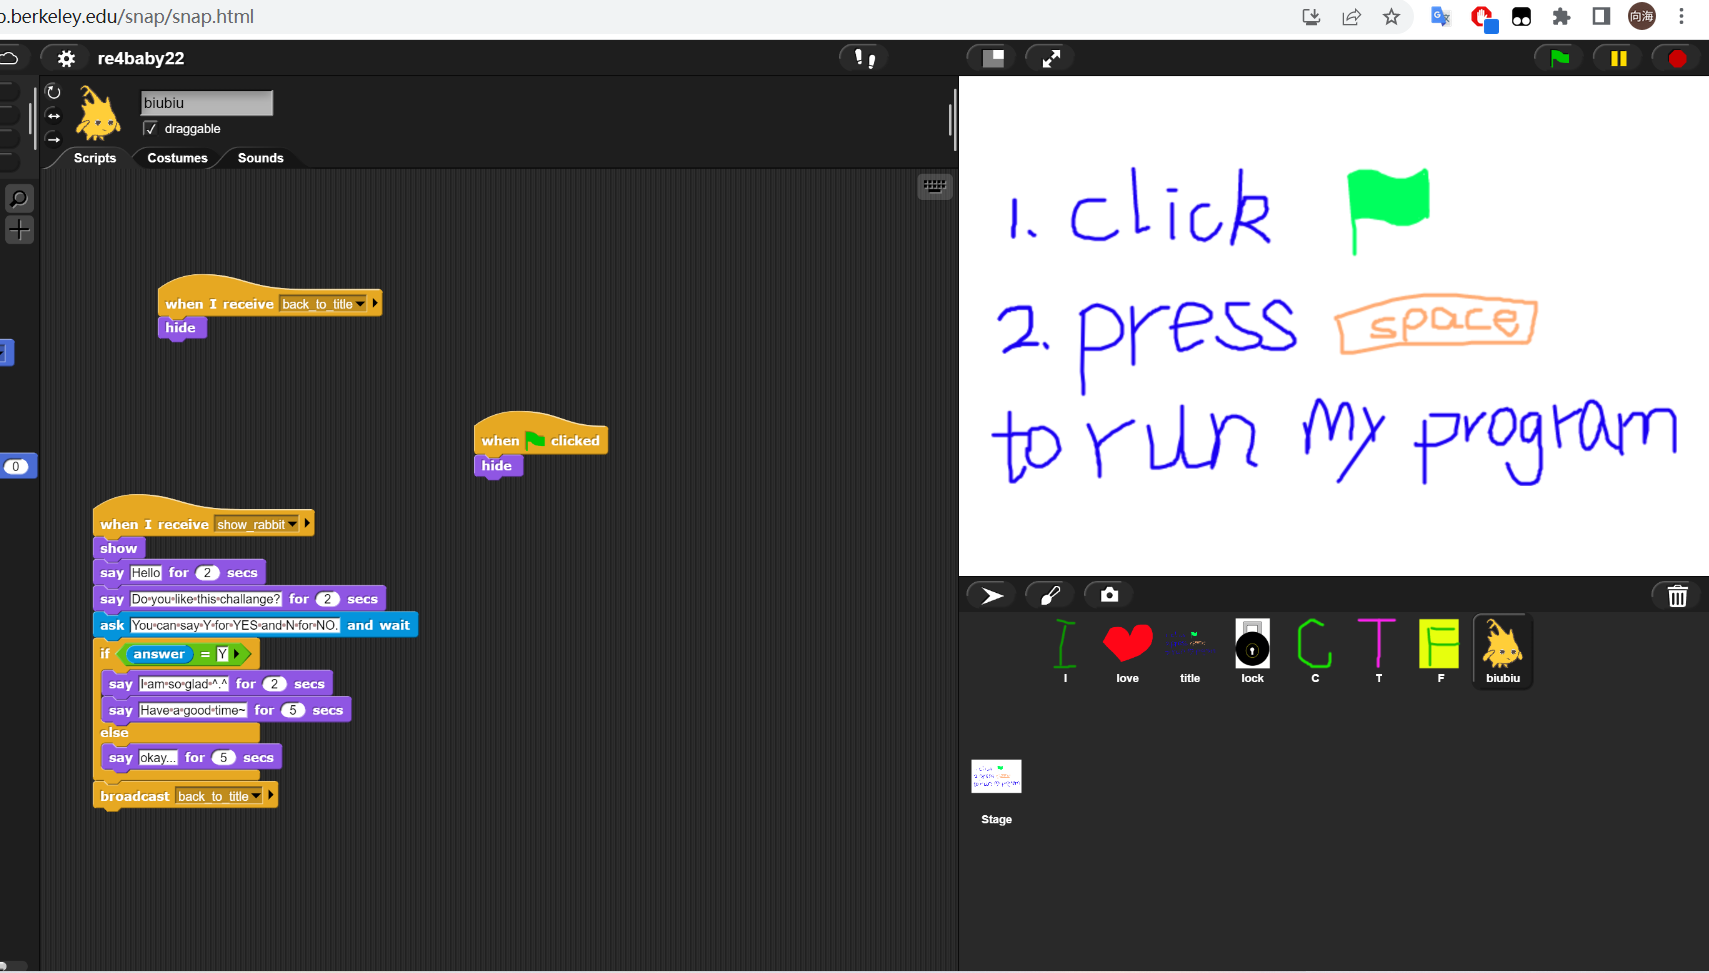 o.berkeley.edu/snap/snap.html
向海
re4baby22
biubiu
draggable
Scripts Costumes Sounds
when I receive back_to_title
hide
when clicked
hide
0
when I receive show_rabbit
show
say Hello for 2 secs
say Do you like this challange? for 2 secs
ask You can say Y for YES and N for NO. and wait
if answer = Y
say I am so glad ^.^ for 2 secs
say Have a good time~ for 5 secs
else
say okay... for 5 secs
broadcast back_to_title
1. click
2. press space
to run My program
I love title lock C T F biubiu
Stage